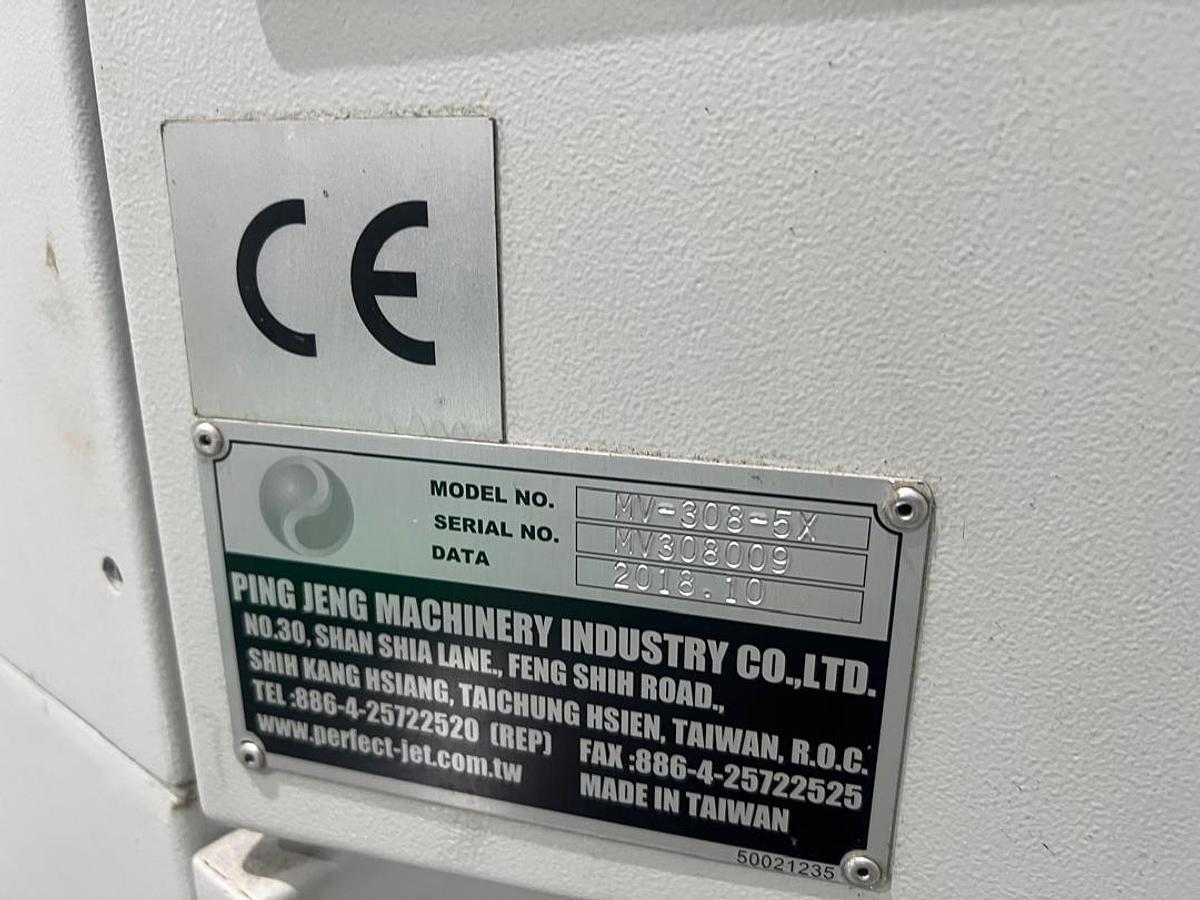 CE
MODEL NO. MV-308-5X
SERIAL NO. MV308009
DATA 2018.10
PING JENG MACHINERY INDUSTRY CO.,LTD.
NO.30, SHAN SHIA LANE., FENG SHIH ROAD.,
SHIH KANG HSIANG, TAICHUNG HSIEN, TAIWAN, R.O.C.
TEL :886-4-25722520 (REP) FAX :886-4-25722525
www.perfect-jet.com.tw MADE IN TAIWAN
50021235